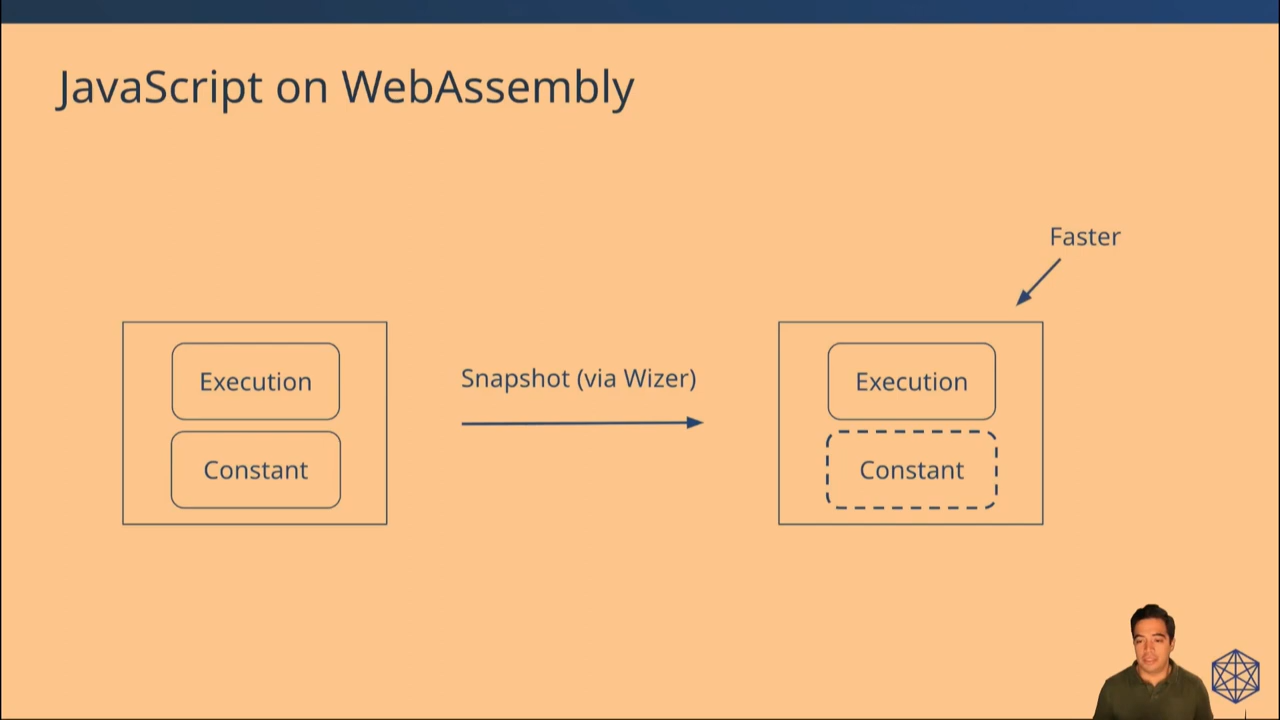 JavaScript on WebAssembly
Faster
Execution
Constant
Snapshot (via Wizer)
Execution
Constant